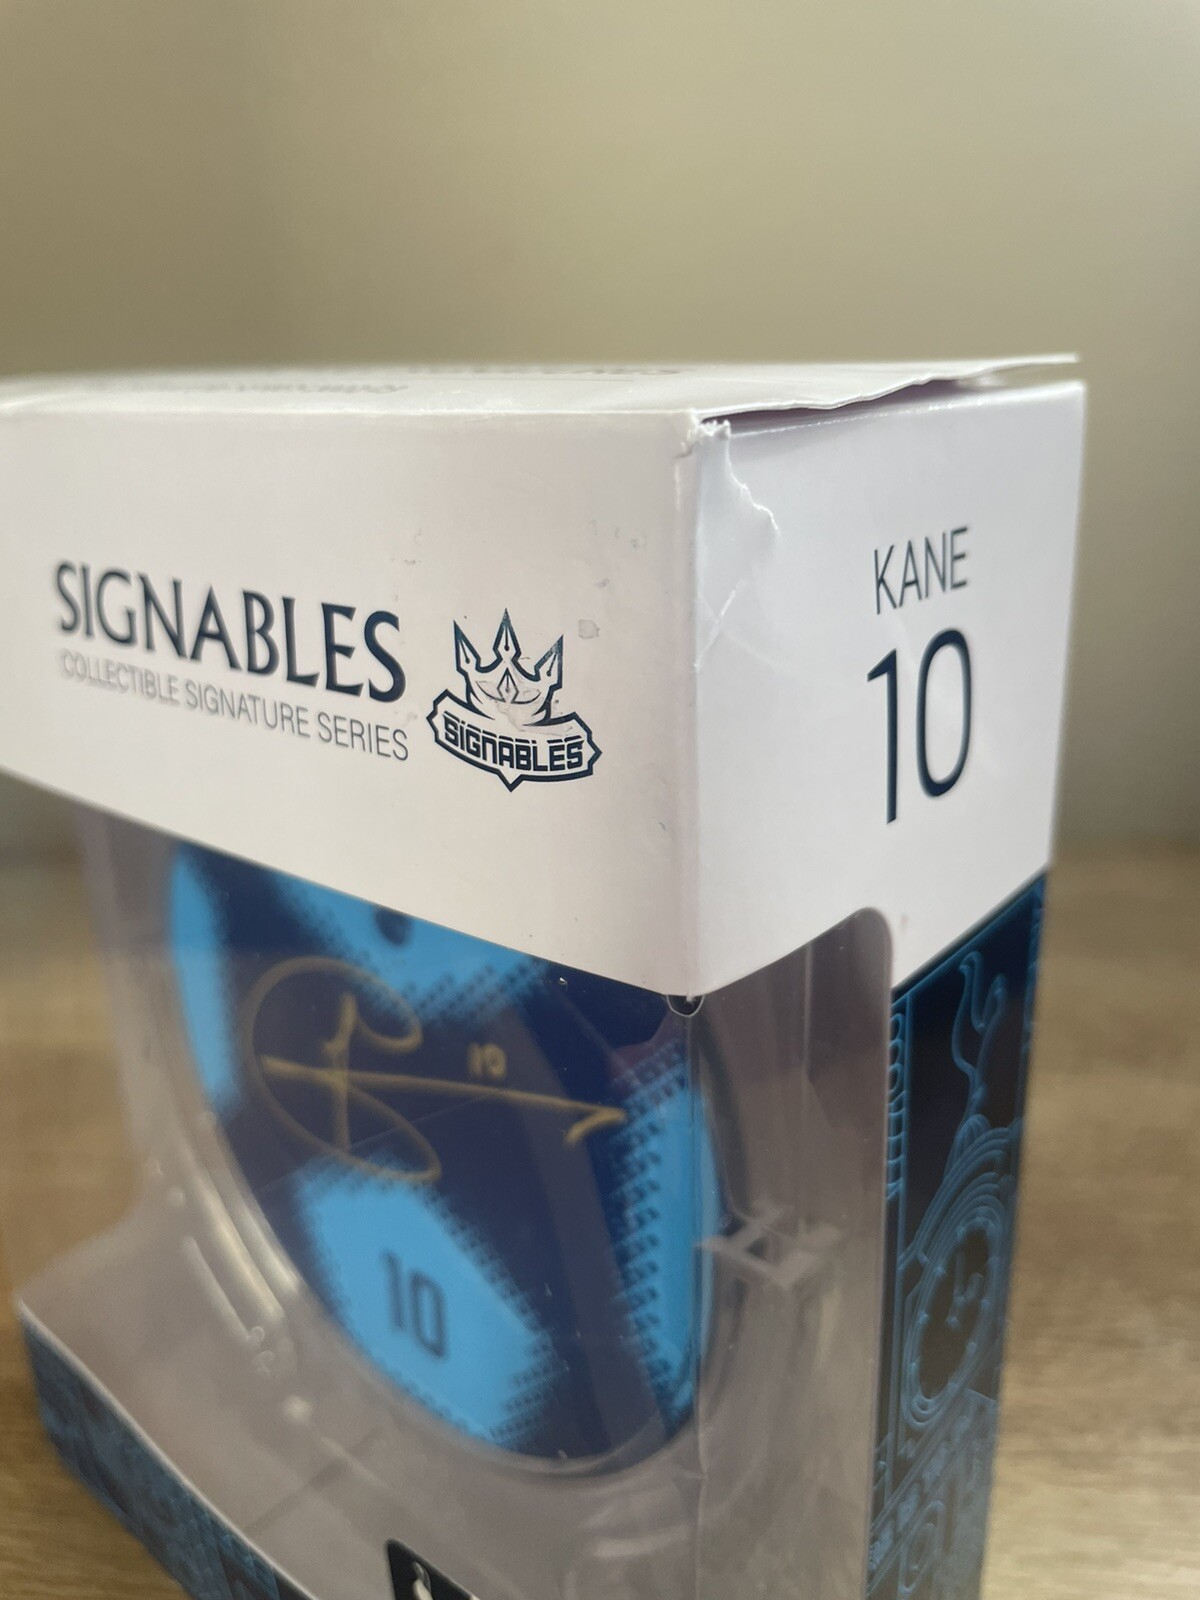 SIGNABLES
COLLECTIBLE SIGNATURE SERIES
SIGNABLES
KANE
10
10
10